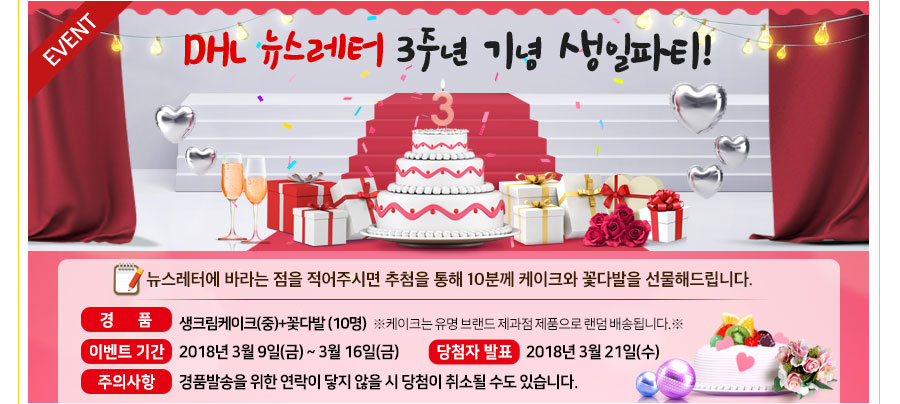 EVENT
DHL 뉴스레터 3주년 기념 생일파티!
3
뉴스레터에 바라는 점을 적어주시면 추첨을 통해 10분께 케이크와 꽃다발을 선물해드립니다.
경 품 생크림케이크(중)+꽃다발 (10명) ※케이크는 유명 브랜드 제과점 제품으로 랜덤 배송됩니다.※
이벤트 기간 2018년 3월 9일(금) ~ 3월 16일(금) 당첨자 발표 2018년 3월 21일(수)
주의사항 경품발송을 위한 연락이 닿지 않을 시 당첨이 취소될 수도 있습니다.